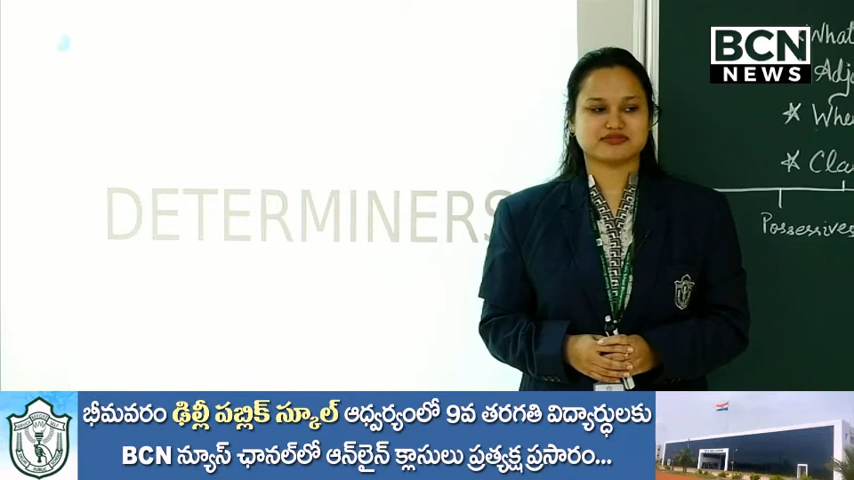 BCN
NEWS
What
Adj
Whe
Cla
DETERMINERS
Possessives
భీమవరం ఢిల్లీ పబ్లిక్ స్కూల్ ఆధ్వర్యంలో 9వ తరగతి విద్యార్థులకు
BCN న్యూస్ ఛానల్‌లో ఆన్‌లైన్ క్లాసులు ప్రత్యక్ష ప్రసారం...